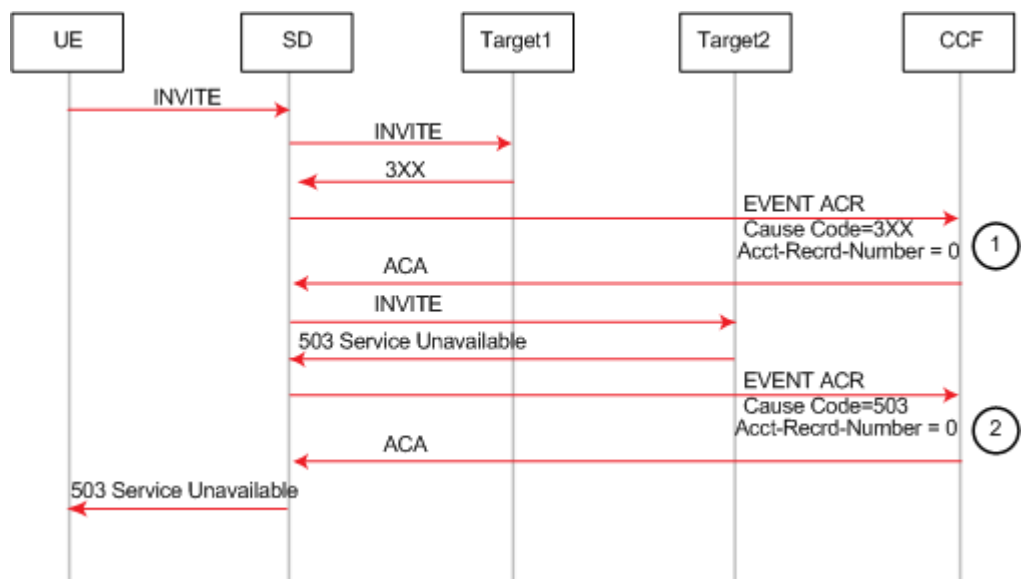 UE SD Target1 Target2 CCF
INVITE
INVITE
3XX
EVENT ACR
Cause Code=3XX
Acct-Recrd-Number = 0
1
ACA
INVITE
503 Service Unavailable
EVENT ACR
Cause Code=503
Acct-Recrd-Number = 0
2
ACA
503 Service Unavailable